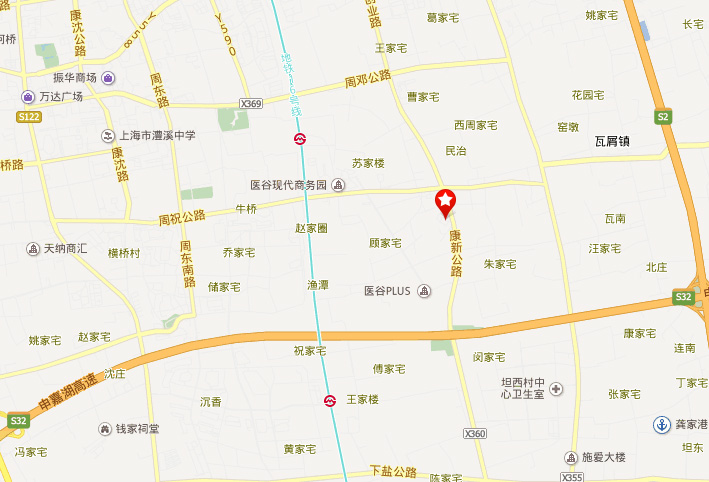 康沈公路
Y558
Y590
创业路
葛家宅
姚家宅
长宅
河桥
王家宅
地铁16号线
振华商场
周东路
周邓公路
万达广场
X369
曹家宅
花园宅
S122
S2
西周家宅
窑墩
上海市澧溪中学
瓦屑镇
康沈路
民治
桥路
苏家楼
医谷现代商务园
牛桥
周祝公路
瓦南
赵家圈
康新公路
天纳商汇
横桥村
周东南路
乔家宅
顾家宅
汪家宅
朱家宅
北庄
储家宅
渔潭
医谷PLUS
S32
申
姚家宅
赵家宅
康家宅
祝家宅
闵家宅
连南
沈庄
傅家宅
坦西村中
心卫生室
丁家宅
申嘉湖高速
张家宅
沉香
王家楼
S32
钱家祠堂
龚家港
X360
冯家宅
黄家宅
坦东
施爱大楼
下盐公路
陈家宅
X355